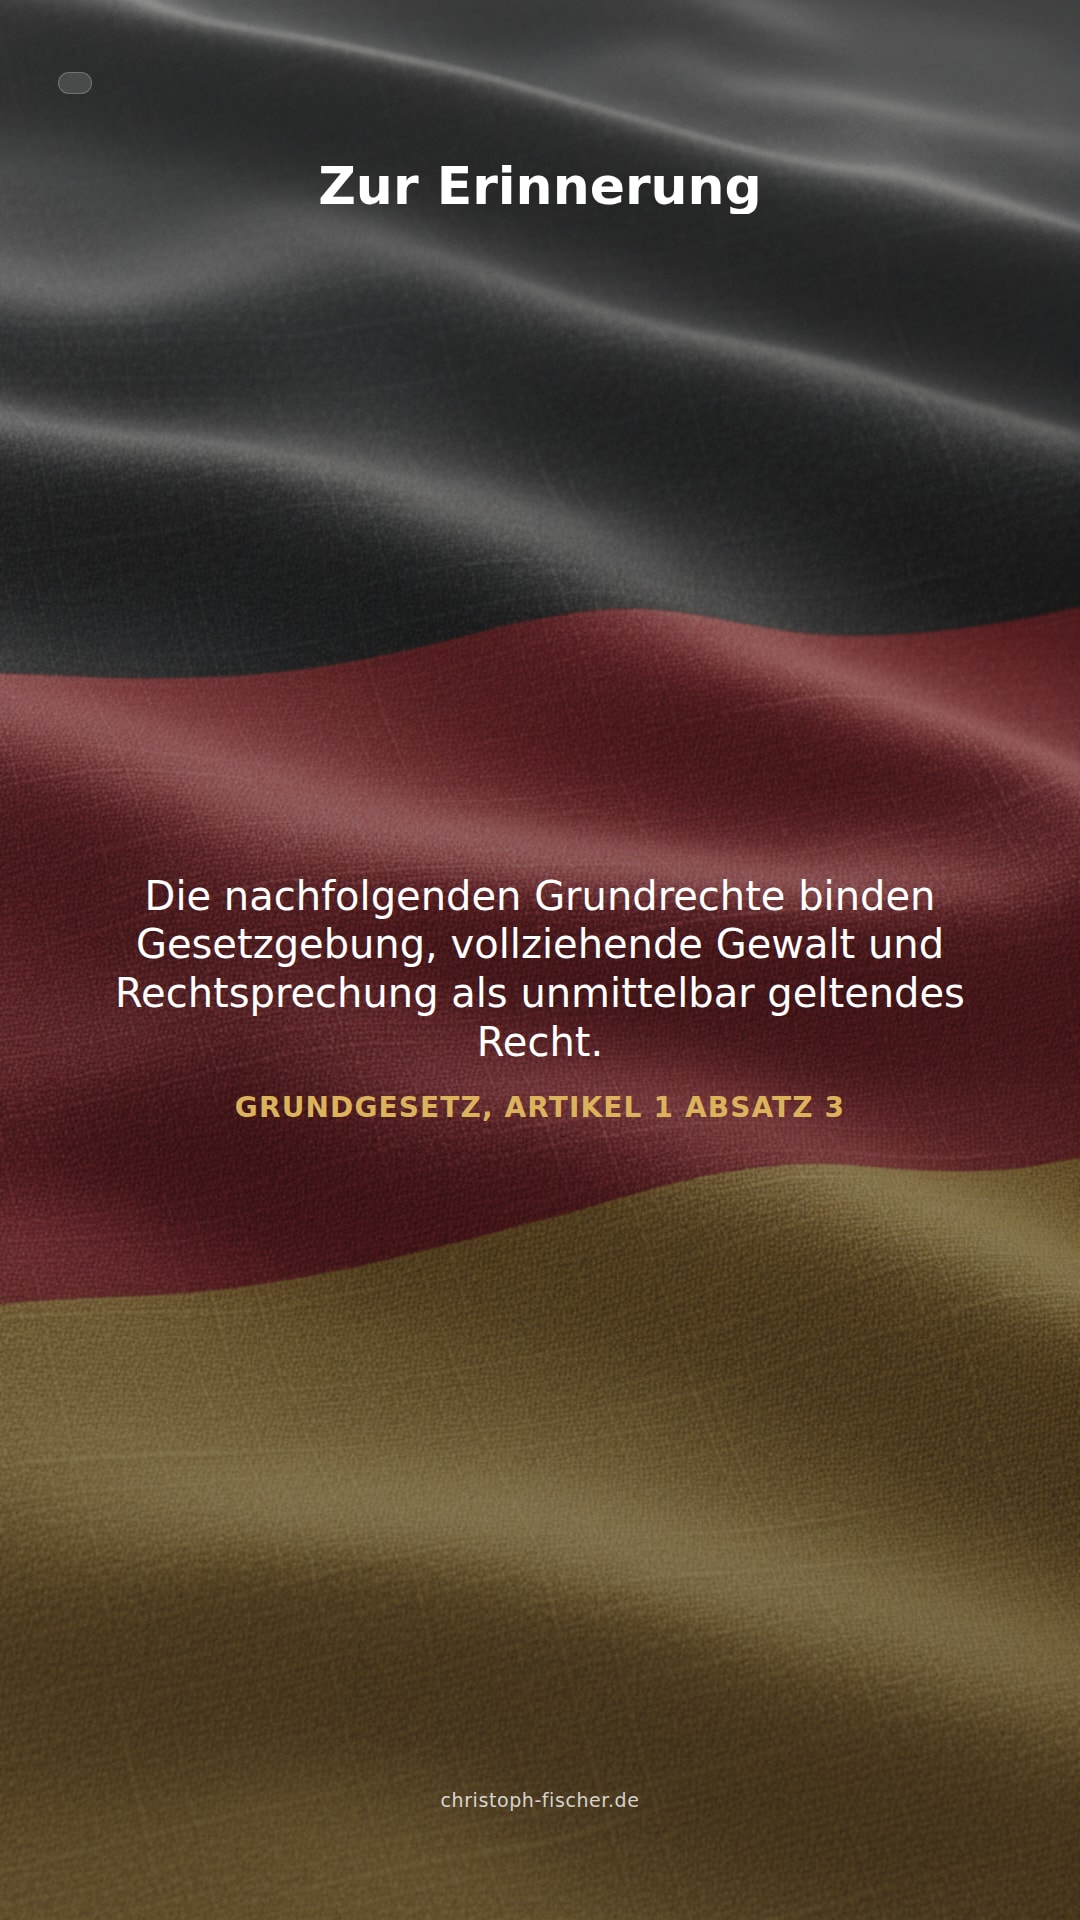 Zur Erinnerung
Die nachfolgenden Grundrechte binden
Gesetzgebung, vollziehende Gewalt und
Rechtsprechung als unmittelbar geltendes
Recht.
GRUNDGESETZ, ARTIKEL 1 ABSATZ 3
christoph-fischer.de